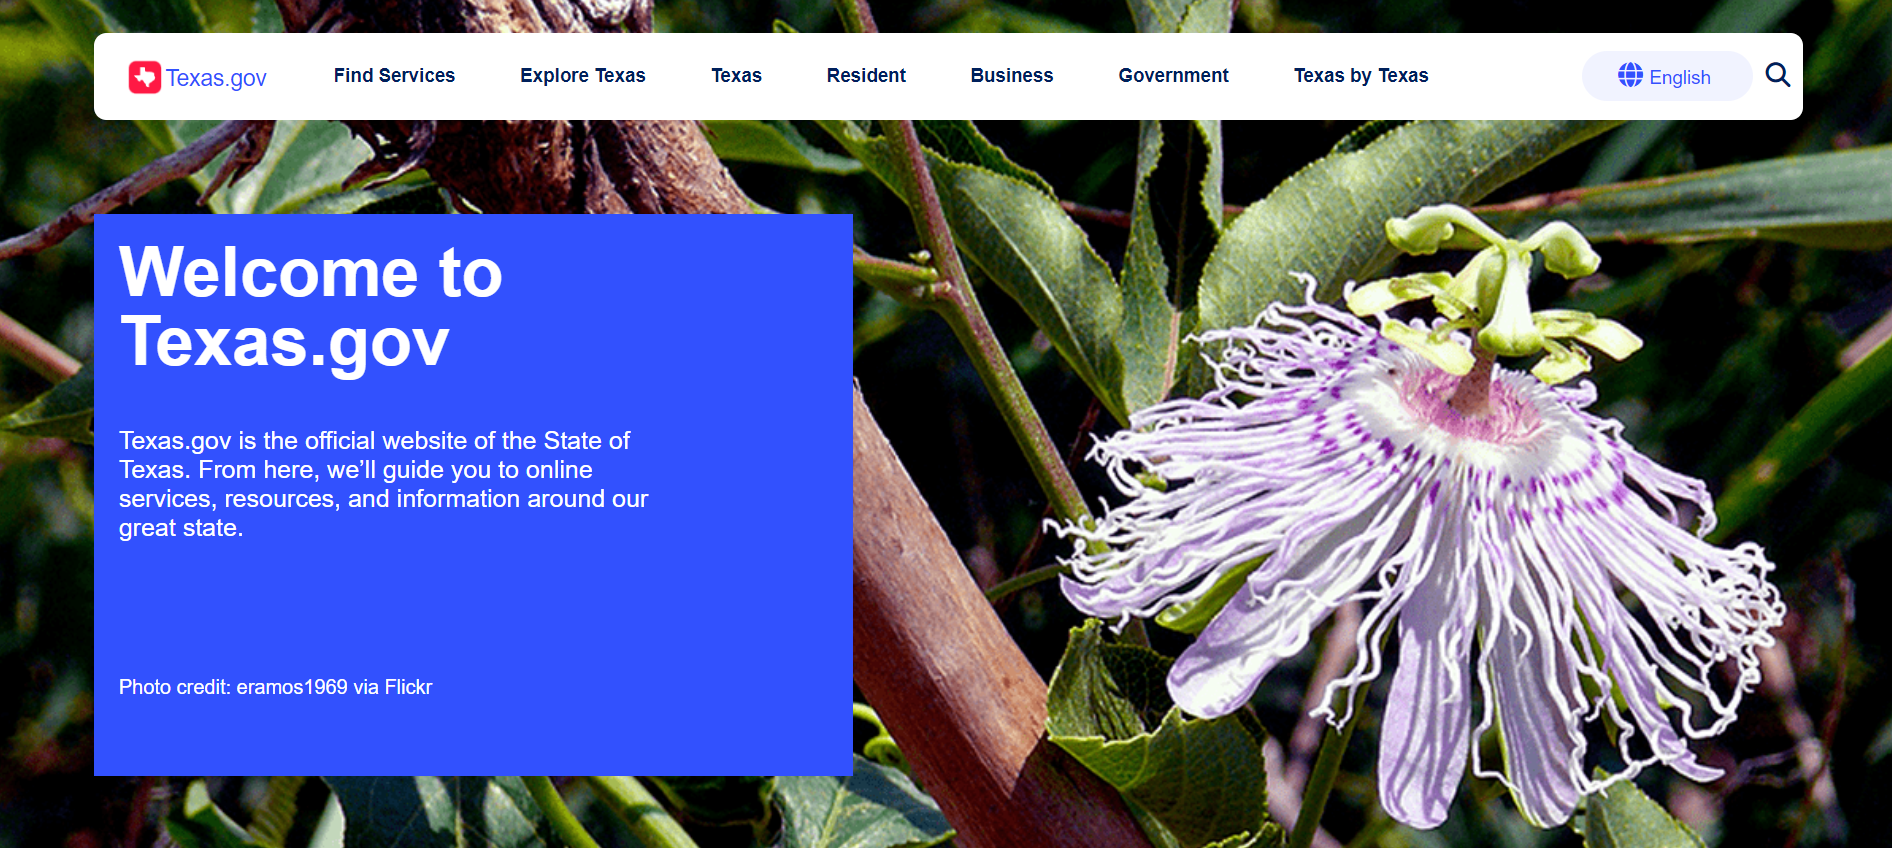 Texas.gov
Find Services
Explore Texas
Texas
Resident
Business
Government
Texas by Texas
English
Welcome to
Texas.gov
Texas.gov is the official website of the State of
Texas. From here, we’ll guide you to online
services, resources, and information around our
great state.
Photo credit: eramos1969 via Flickr